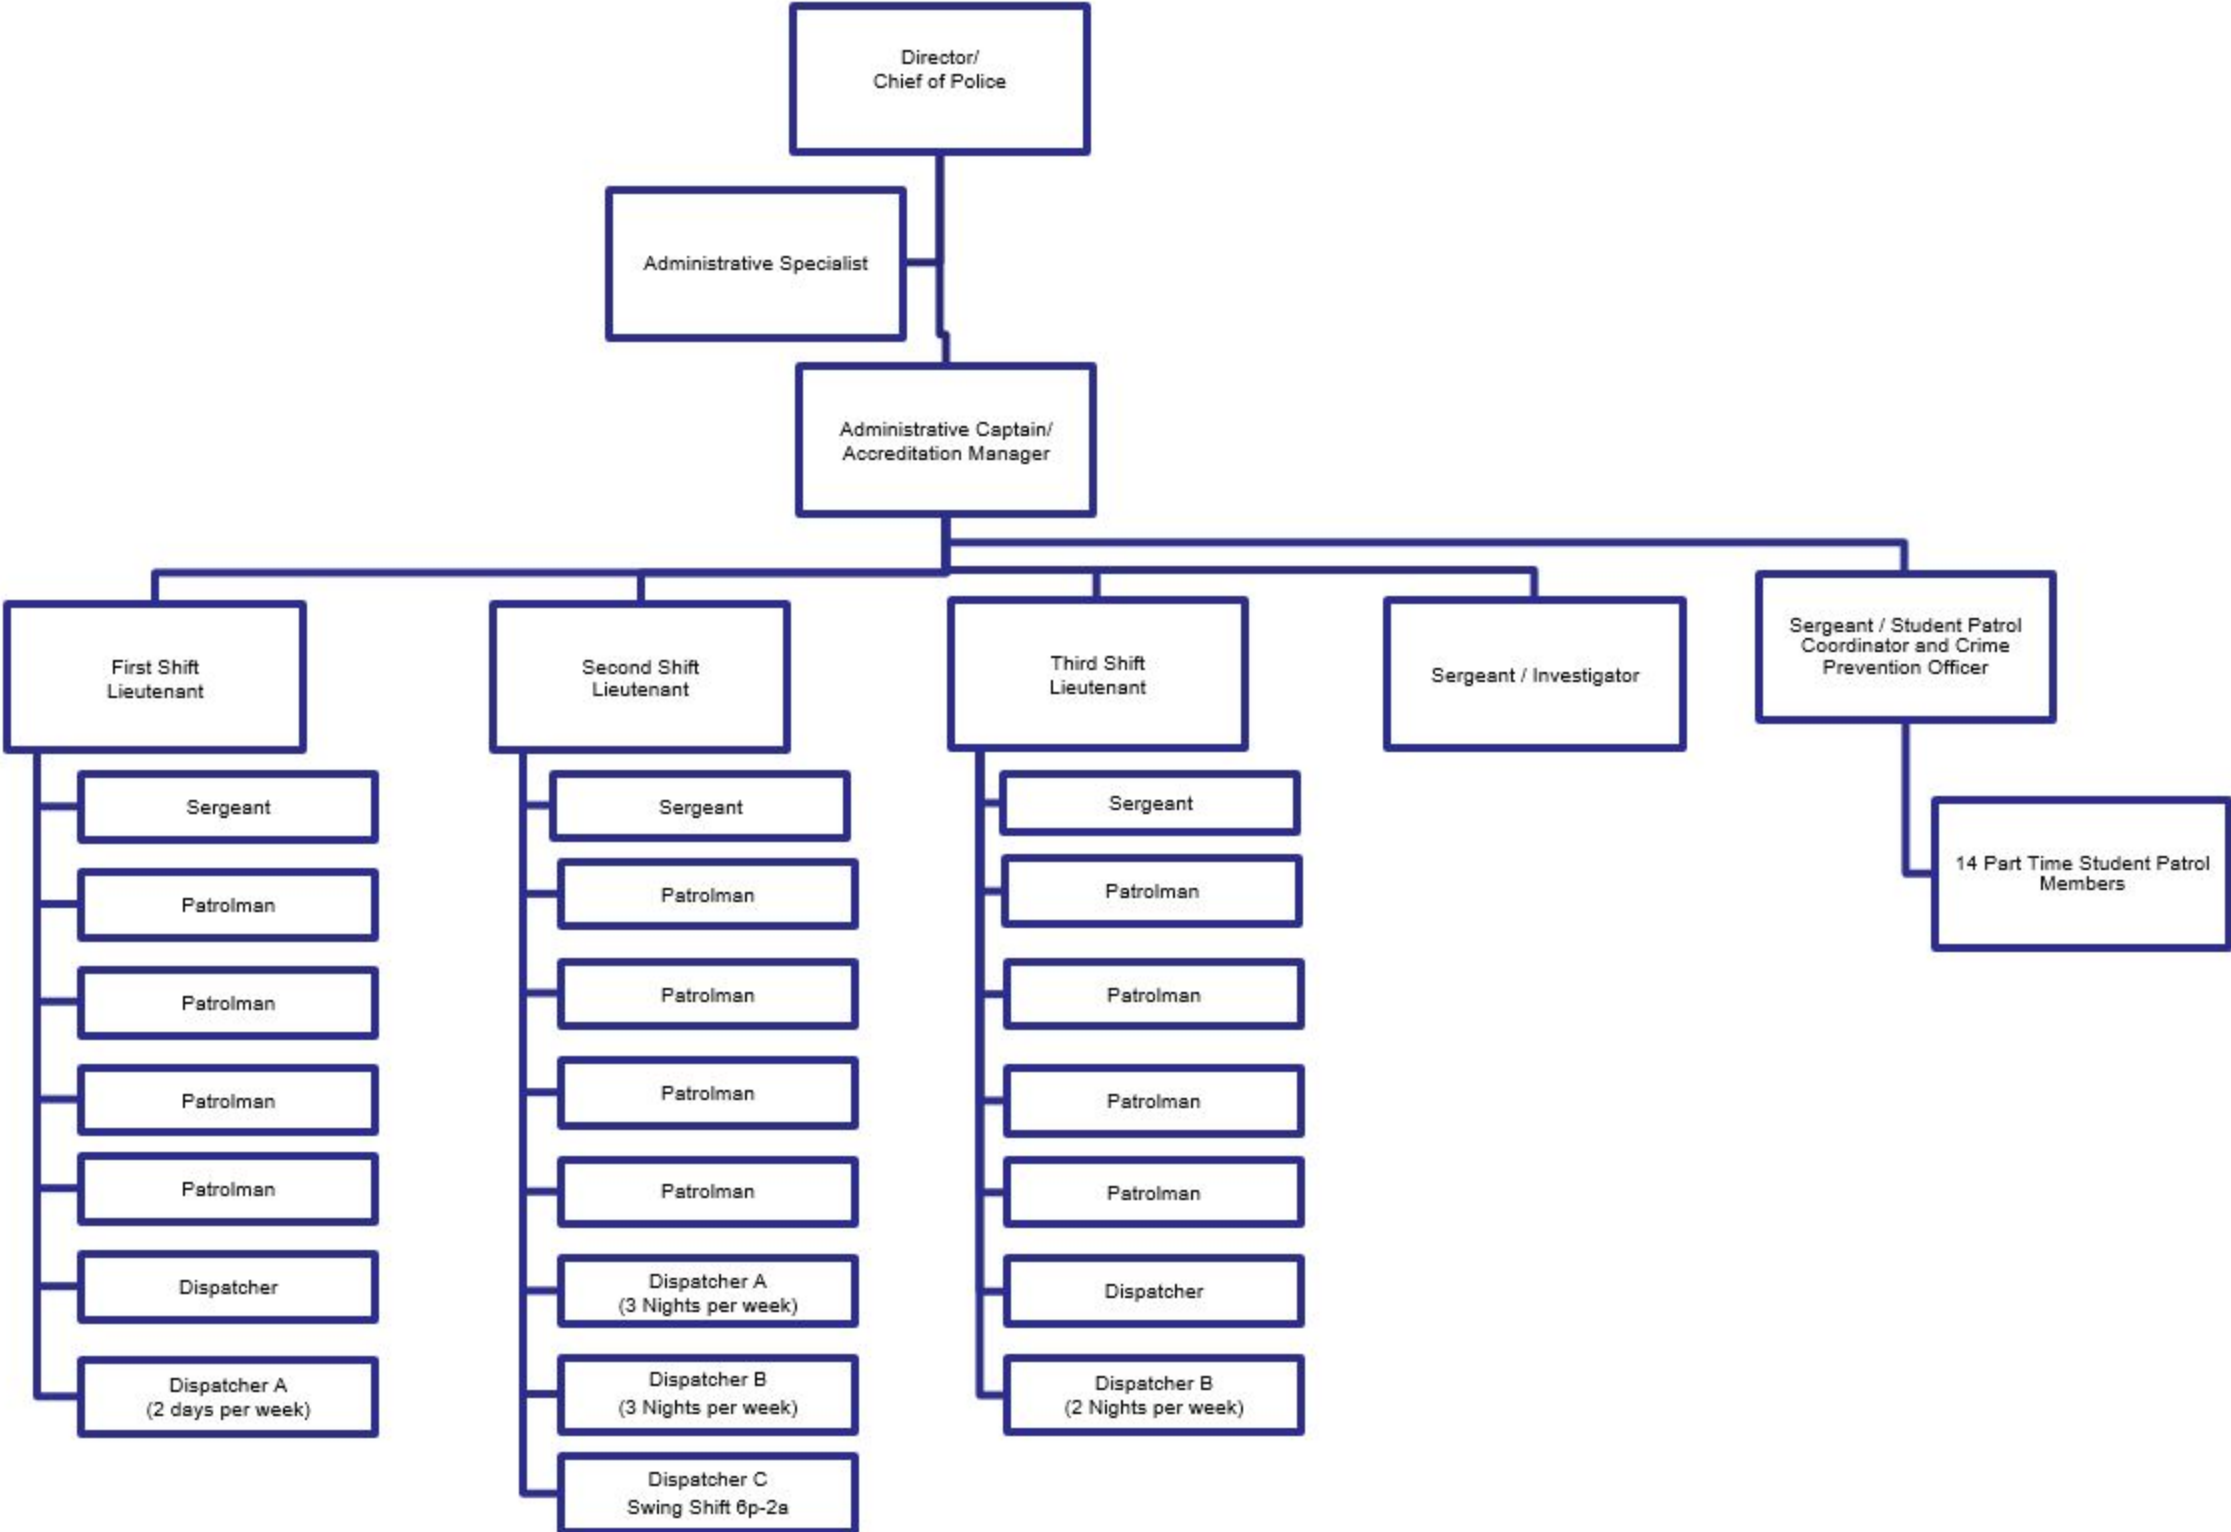 Director/
Chief of Police
Administrative Specialist
Administrative Captain/
Accreditation Manager
First Shift
Lieutenant
Second Shift
Lieutenant
Third Shift
Lieutenant
Sergeant / Investigator
Sergeant / Student Patrol
Coordinator and Crime
Prevention Officer
Sergeant
Patrolman
Patrolman
Patrolman
Patrolman
Dispatcher
Dispatcher A
(2 days per week)
Sergeant
Patrolman
Patrolman
Patrolman
Patrolman
Dispatcher A
(3 Nights per week)
Dispatcher B
(3 Nights per week)
Dispatcher C
Swing Shift 6p-2a
Sergeant
Patrolman
Patrolman
Patrolman
Patrolman
Dispatcher
Dispatcher B
(2 Nights per week)
14 Part Time Student Patrol
Members